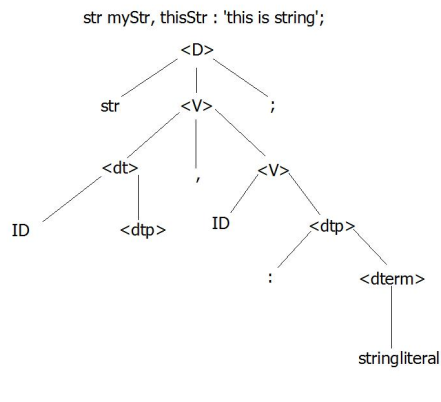 str myStr, thisStr : 'this is string';
<D>
str <V> ;
<dt> , <V>
ID <dtp> ID <dtp>
: <dterm>
stringliteral